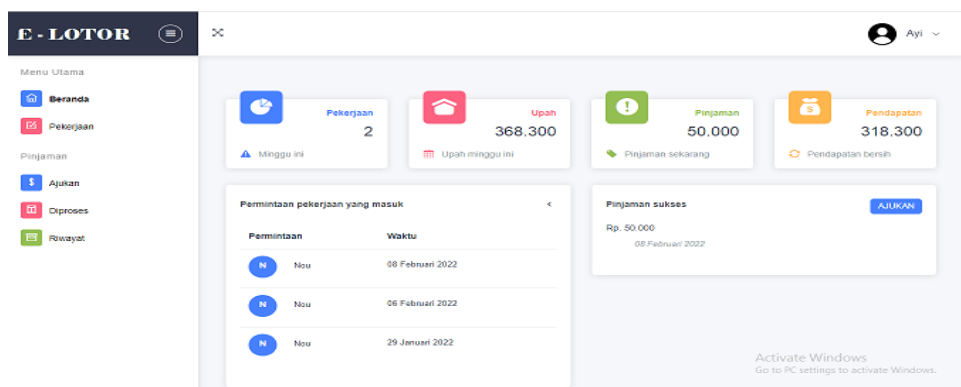 E - LOTOR
Ayi
Menu Utama
Beranda
Pekerjaan
Pinjaman
Ajukan
Diproses
Riwayat
Pekerjaan
2
Minggu ini
Upah
368.300
Upah minggu ini
Pinjaman
50.000
Pinjaman sekarang
Pendapatan
318.300
Pendapatan bersih
Permintaan pekerjaan yang masuk
Permintaan Waktu
N Nou 08 Februari 2022
N Nou 06 Februari 2022
N Nou 29 Januari 2022
Pinjaman sukses AJUKAN
Rp. 50.000
08 Februari 2022
Activate Windows
Go to PC settings to activate Windows.